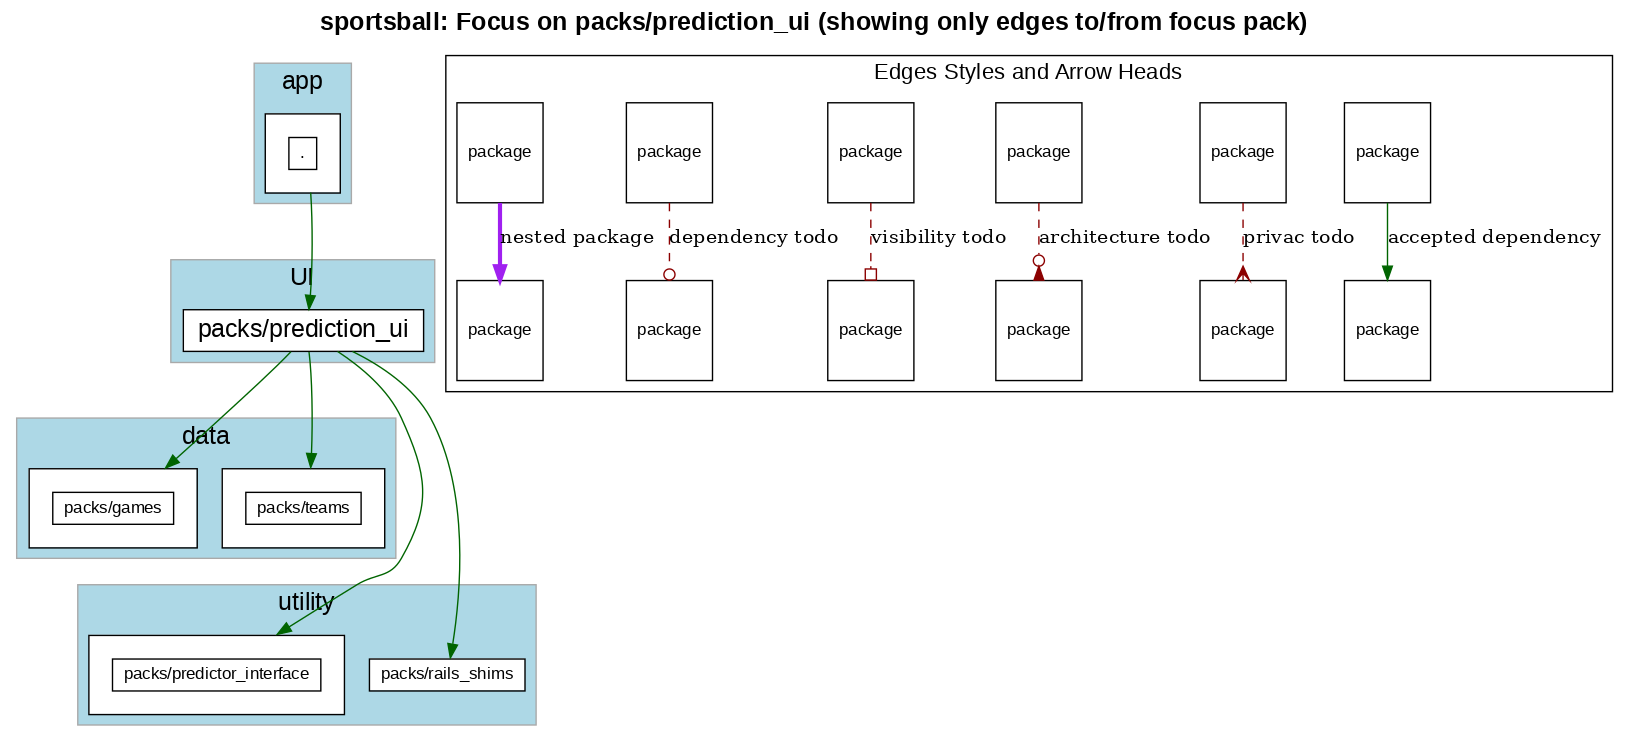 sportsball: Focus on packs/prediction_ui (showing only edges to/from focus pack)
app
.
UI
packs/prediction_ui
data
packs/games
packs/teams
utility
packs/predictor_interface
packs/rails_shims
Edges Styles and Arrow Heads
package
package
package
package
package
package
nested package
dependency todo
visibility todo
architecture todo
privac todo
accepted dependency
package
package
package
package
package
package